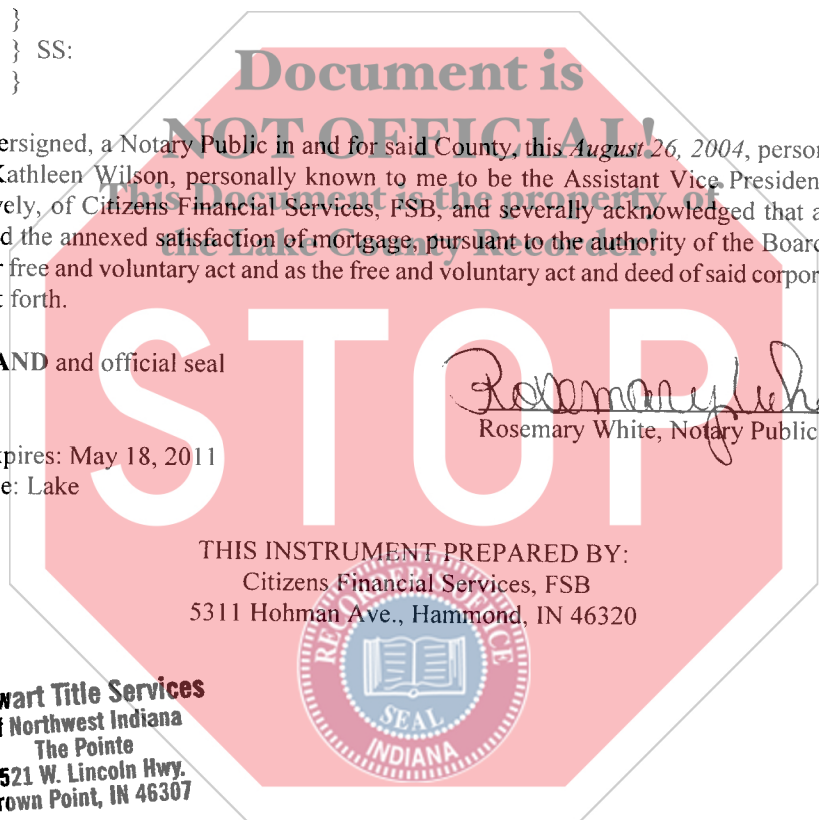 }
} SS:
}
Document is
NOT OFFICIAL!
This Document is the property of
the Lake County Recorder!
ersigned, a Notary Public in and for said County, this August 26, 2004, person
Kathleen Wilson, personally known to me to be the Assistant Vice Presiden
vely, of Citizens Financial Services, FSB, and severally acknowledged that a
d the annexed satisfaction of mortgage, pursuant to the authority of the Board
r free and voluntary act and as the free and voluntary act and deed of said corpor
t forth.
STOP
AND and official seal
Rosemary Whi
Rosemary White, Notary Public
pires: May 18, 2011
e: Lake
THIS INSTRUMENT PREPARED BY:
Citizens Financial Services, FSB
5311 Hohman Ave., Hammond, IN 46320
RECORDER'S OFFICE
SEAL
INDIANA
wart Title Services
f Northwest Indiana
The Pointe
521 W. Lincoln Hwy.
rown Point, IN 46307